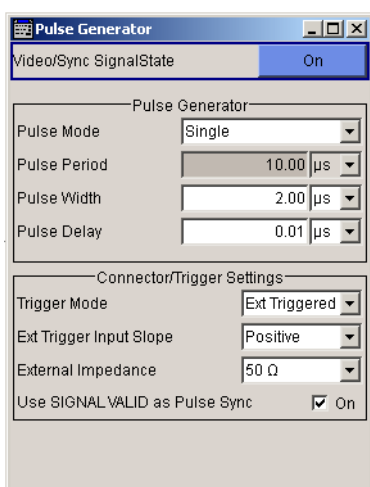 Pulse Generator
Video/Sync SignalState On
Pulse Generator
Pulse Mode Single
Pulse Period 10.00 µs
Pulse Width 2.00 µs
Pulse Delay 0.01 µs
Connector/Trigger Settings
Trigger Mode Ext Triggered
Ext Trigger Input Slope Positive
External Impedance 50 Ω
Use SIGNAL VALID as Pulse Sync On